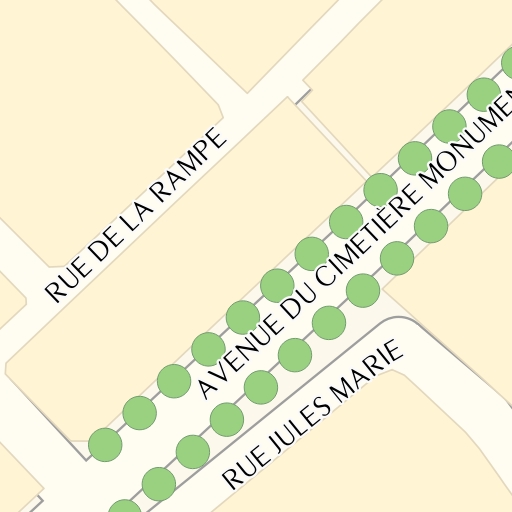 RUE DE LA RAMPE
AVENUE DU CIMETIÈRE MONUMEN
RUE JULES MARIE